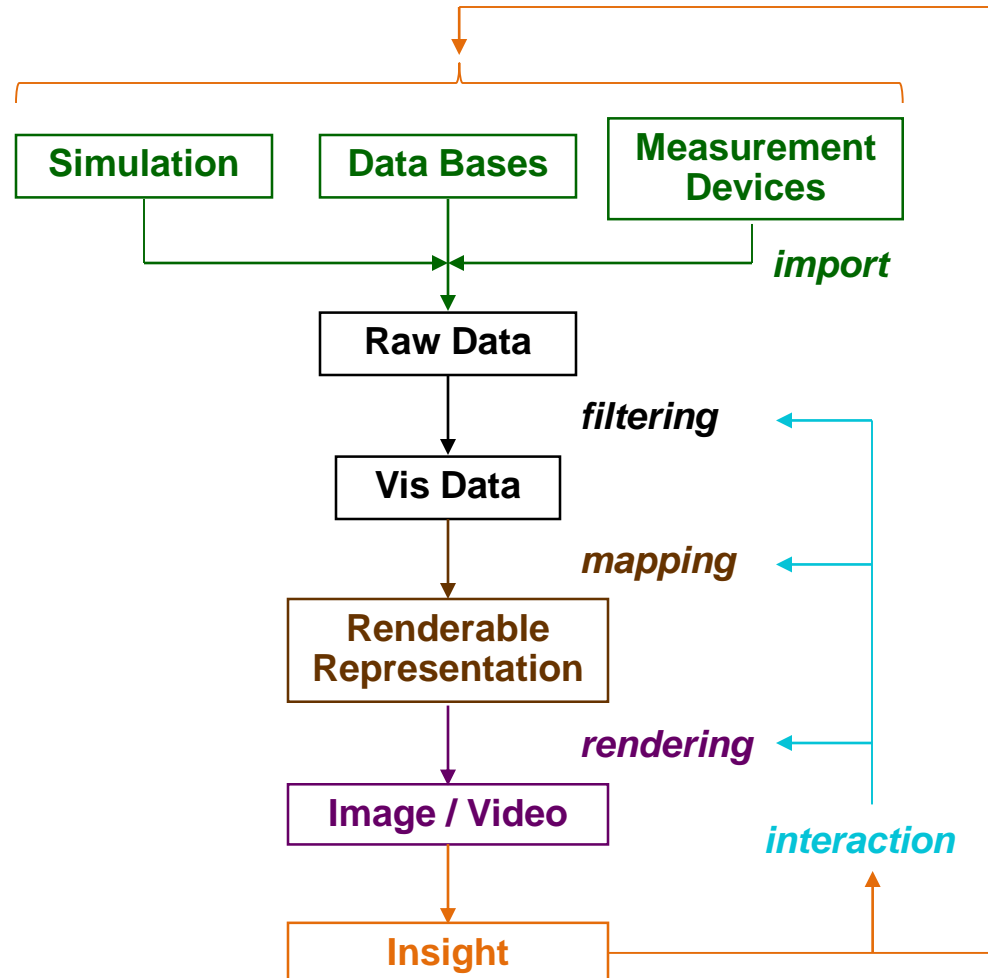 Simulation
Data Bases
Measurement
Devices
import
Raw Data
filtering
Vis Data
mapping
Renderable
Representation
rendering
Image / Video
interaction
Insight